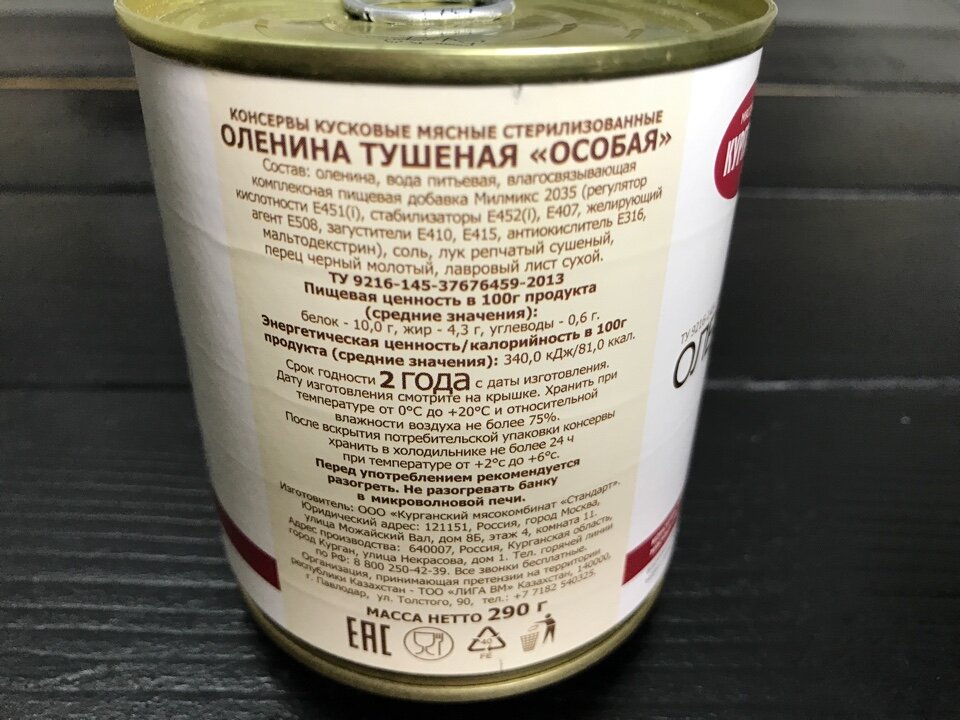 КОНСЕРВЫ КУСКОВЫЕ МЯСНЫЕ СТЕРИЛИЗОВАННЫЕ
ОЛЕНИНА ТУШЕНАЯ «ОСОБАЯ»
Состав: оленина, вода питьевая, влагосвязывающая
комплексная пищевая добавка Милмикс 2035 (регулятор
кислотности Е451(i), стабилизаторы Е452(i), Е407, желирующий
агент Е508, загустители Е410, Е415, антиокислитель Е316,
мальтодекстрин), соль, лук репчатый сушеный,
перец черный молотый, лавровый лист сухой.
ТУ 9216-145-37676459-2013
Пищевая ценность в 100г продукта
(средние значения):
белок - 10,0 г, жир - 4,3 г, углеводы - 0,6 г.
Энергетическая ценность/калорийность в 100г
продукта (средние значения): 340,0 кДж/81,0 ккал.
Срок годности 2 года с даты изготовления.
Дату изготовления смотрите на крышке. Хранить при
температуре от 0°С до +20°С и относительной
влажности воздуха не более 75%.
После вскрытия потребительской упаковки консервы
хранить в холодильнике не более 24 ч
при температуре от +2°с до +6°с.
Перед употреблением рекомендуется
разогреть. Не разогревать банку
в микроволновой печи.
Изготовитель: ООО «Курганский мясокомбинат «Стандарт».
Юридический адрес: 121151, Россия, город Москва,
улица Можайский Вал, дом 8Б, этаж 4, комната 11.
Адрес производства: 640007, Россия, Курганская область,
город Курган, улица Некрасова, дом 1. Тел. горячей линии
по РФ: 8 800 250-42-39. Все звонки бесплатные.
Организация, принимающая претензии на территории
республики Казахстан - ТОО «ЛИГА ВМ» Казахстан, 140000,
г. Павлодар, ул. Толстого, 90, тел.: +7 7182 540325.
МАССА НЕТТО 290 г.
ЕАС
40
FE